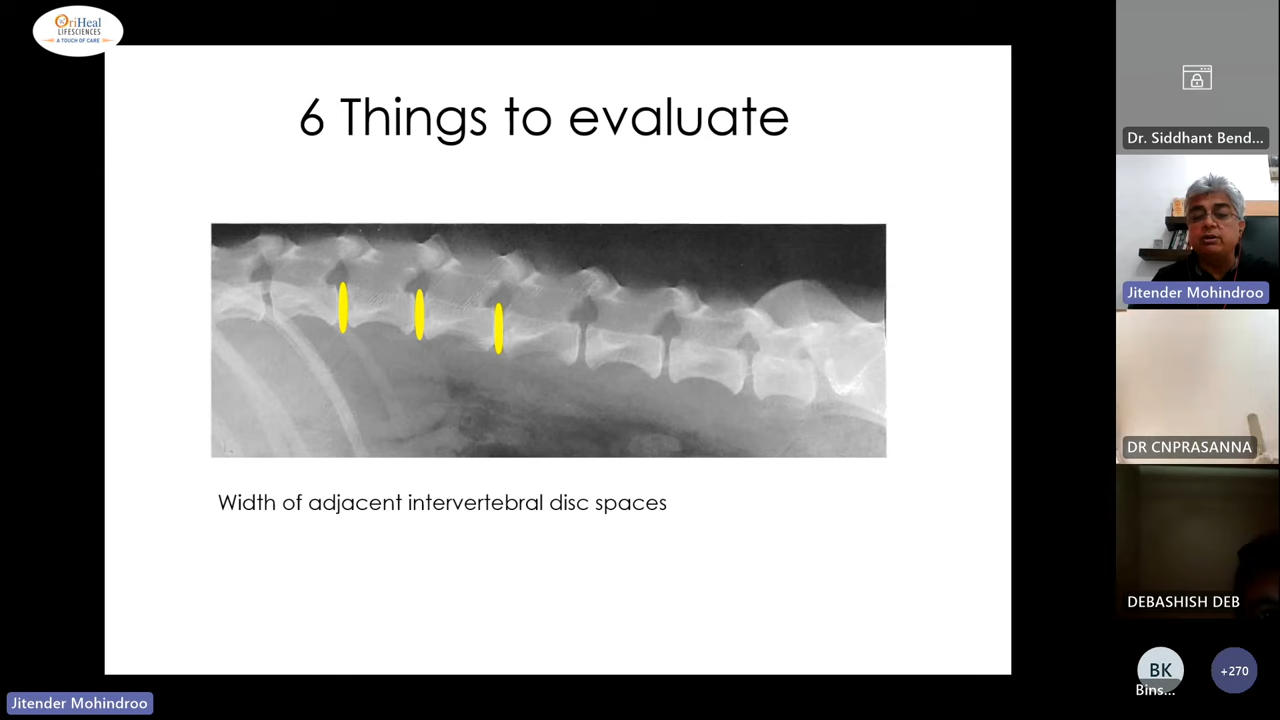 OriHeal
LIFESCIENCES
A TOUCH OF CARE
6 Things to evaluate
Width of adjacent intervertebral disc spaces
Dr. Siddhant Bend...
Jitender Mohindroo
DR CNPRASANNA
DEBASHISH DEB
BK
Bins...
+270
Jitender Mohindroo